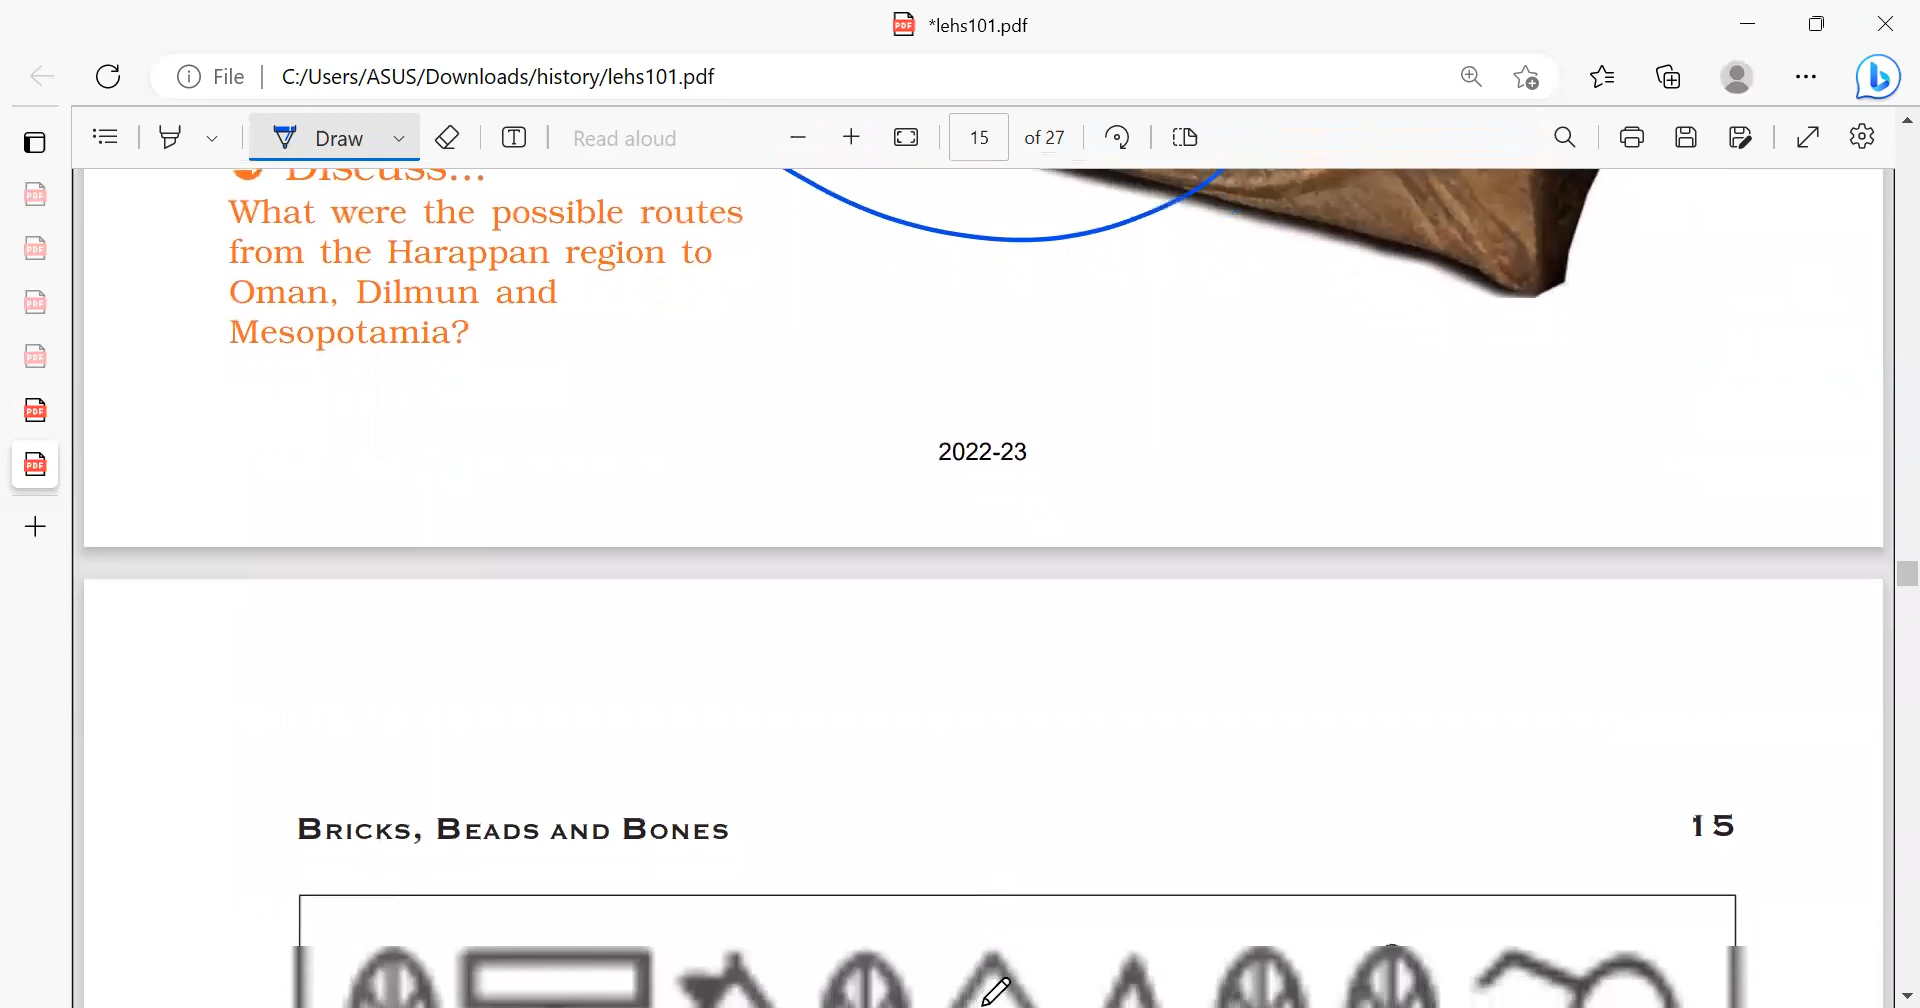 *lehs101.pdf
File
C:/Users/ASUS/Downloads/history/lehs101.pdf
Draw
Read aloud
15
of 27
Discuss...
What were the possible routes
from the Harappan region to
Oman, Dilmun and
Mesopotamia?
2022-23
BRICKS, BEADS AND BONES
15